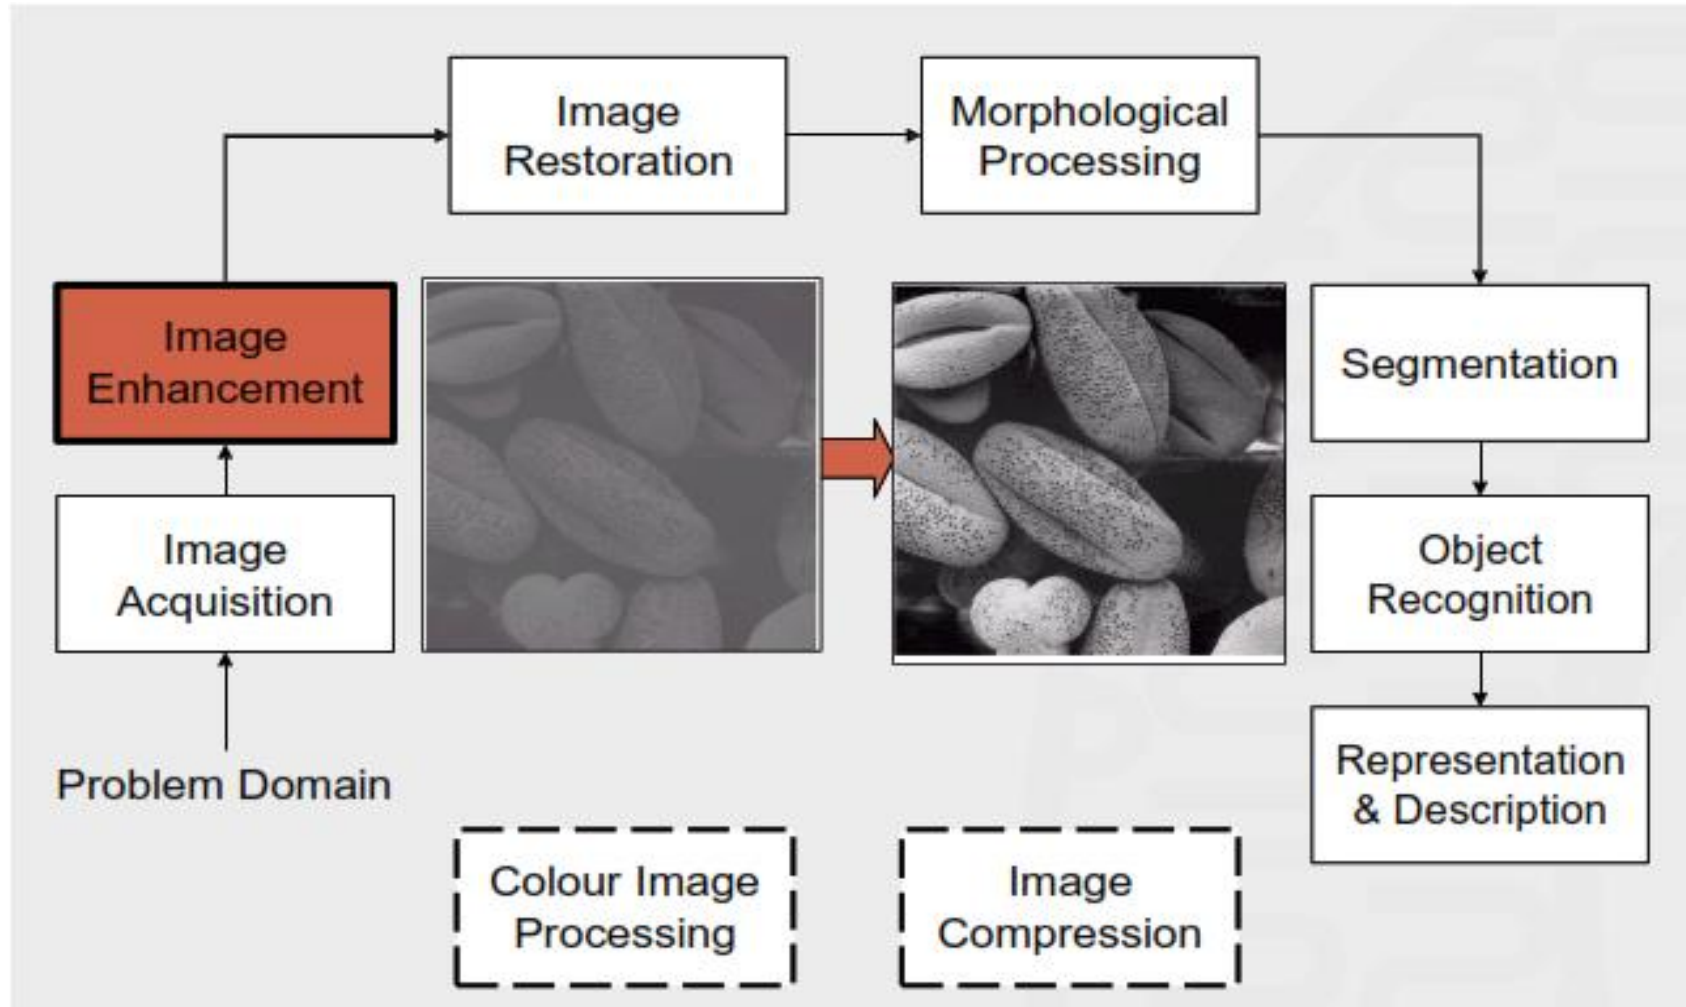 Image
Restoration
Morphological
Processing
Image
Enhancement
Segmentation
Image
Acquisition
Object
Recognition
Problem Domain
Representation
& Description
Colour Image
Processing
Image
Compression